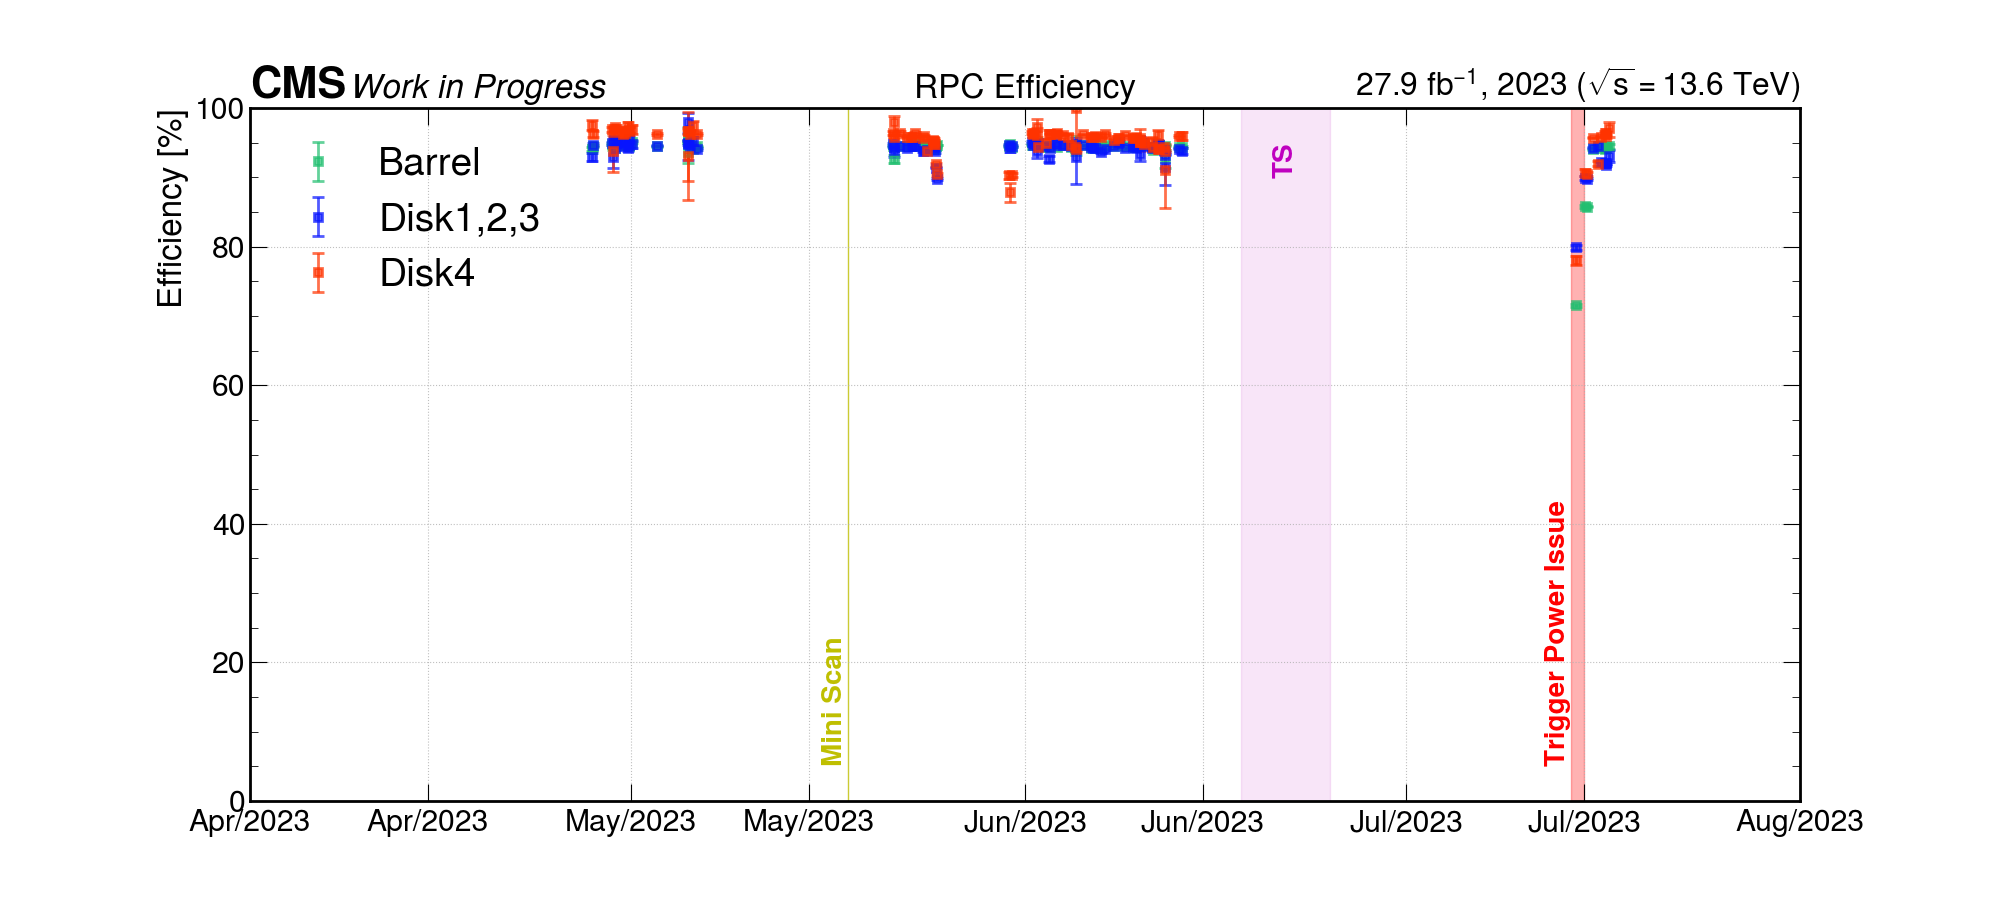 CMS Work in Progress RPC Efficiency 27.9 fb⁻¹, 2023 (√s = 13.6 TeV)
Efficiency [%]
100
80
60
40
20
0
Barrel
Disk1,2,3
Disk4
Mini Scan
TS
Trigger Power Issue
Apr/2023 Apr/2023 May/2023 May/2023 Jun/2023 Jun/2023 Jul/2023 Jul/2023 Aug/2023